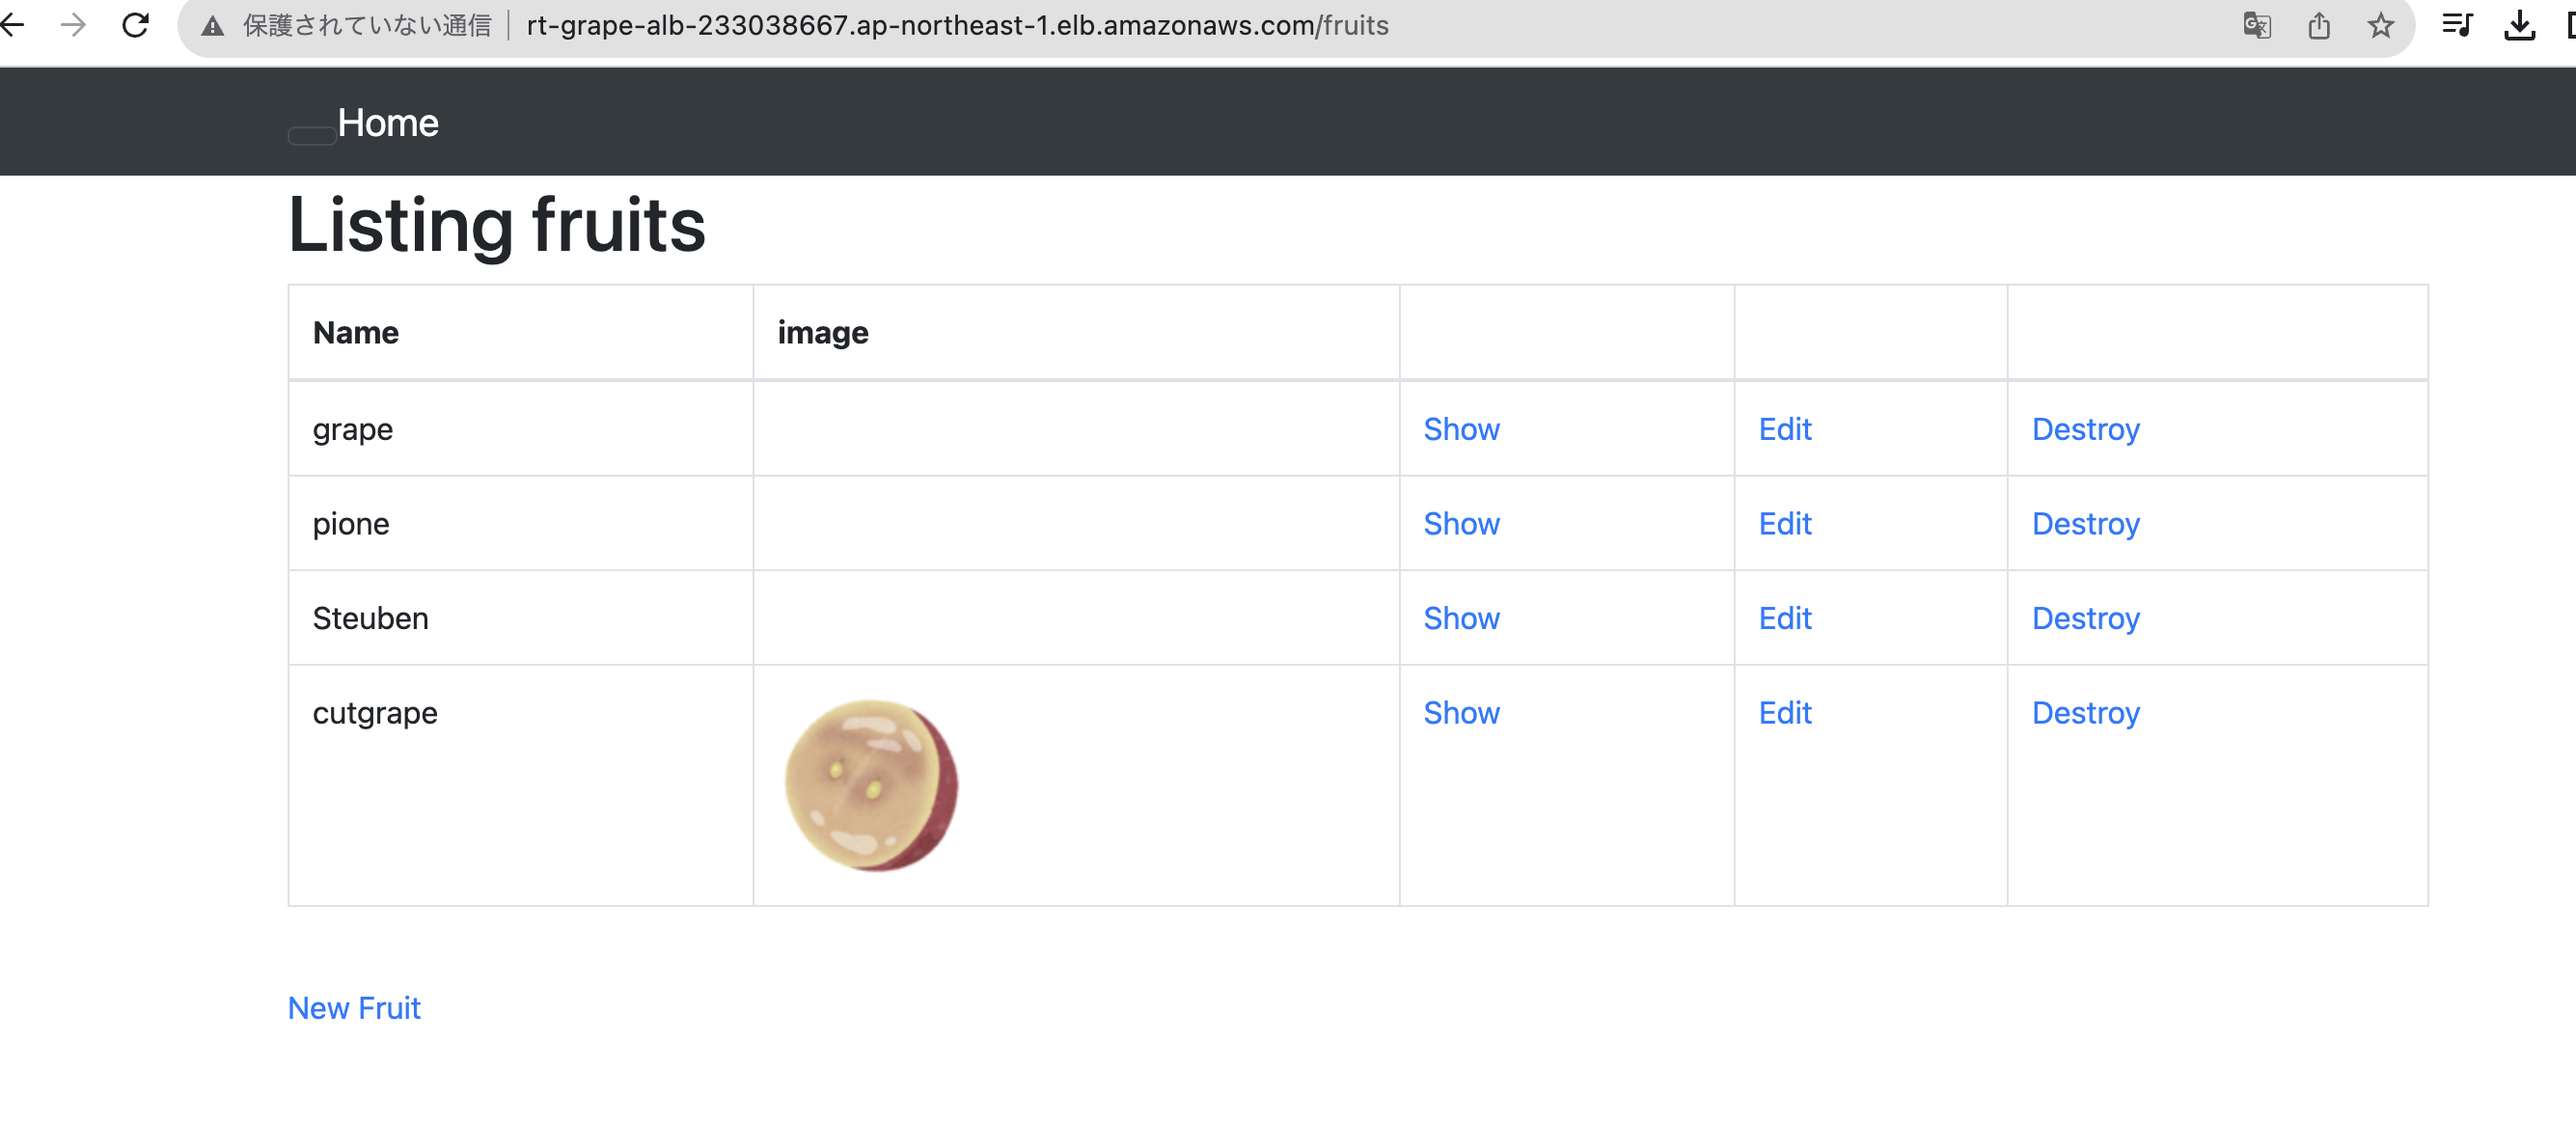 保護されていない通信 rt-grape-alb-233038667.ap-northeast-1.elb.amazonaws.com/fruits
Home
Listing fruits
Name image
grape Show Edit Destroy
pione Show Edit Destroy
Steuben Show Edit Destroy
cutgrape Show Edit Destroy
New Fruit